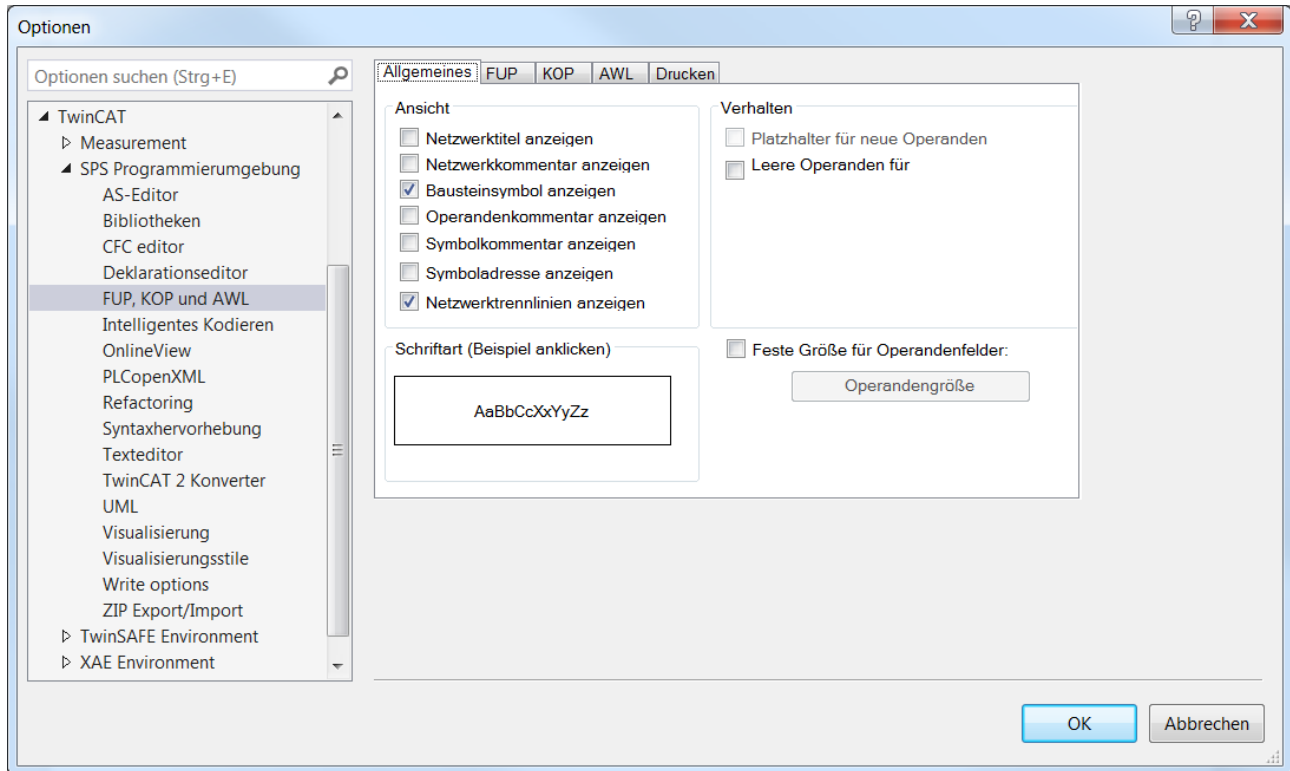 Optionen
Optionen suchen (Strg+E)
TwinCAT
Measurement
SPS Programmierumgebung
AS-Editor
Bibliotheken
CFC editor
Deklarationseditor
FUP, KOP und AWL
Intelligentes Kodieren
OnlineView
PLCopenXML
Refactoring
Syntaxhervorhebung
Texteditor
TwinCAT 2 Konverter
UML
Visualisierung
Visualisierungsstile
Write options
ZIP Export/Import
TwinSAFE Environment
XAE Environment
Allgemeines FUP KOP AWL Drucken
Ansicht
Netzwerktitel anzeigen
Netzwerkkommentar anzeigen
Bausteinsymbol anzeigen
Operandenkommentar anzeigen
Symbolkommentar anzeigen
Symboladresse anzeigen
Netzwerktrennlinien anzeigen
Verhalten
Platzhalter für neue Operanden
Leere Operanden für
Schriftart (Beispiel anklicken)
AaBbCcXxYyZz
Feste Größe für Operandenfelder:
Operandengröße
OK Abbrechen